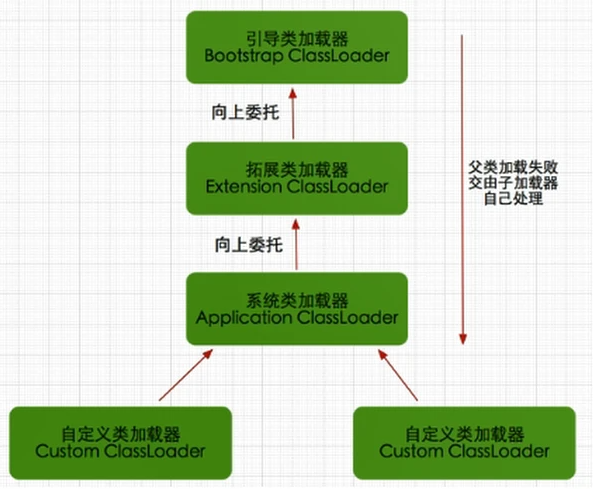 引导类加载器
Bootstrap ClassLoader
向上委托
拓展类加载器
Extension ClassLoader
父类加载失败
交由子加载器
自己处理
向上委托
系统类加载器
Application ClassLoader
自定义类加载器
Custom ClassLoader
自定义类加载器
Custom ClassLoader